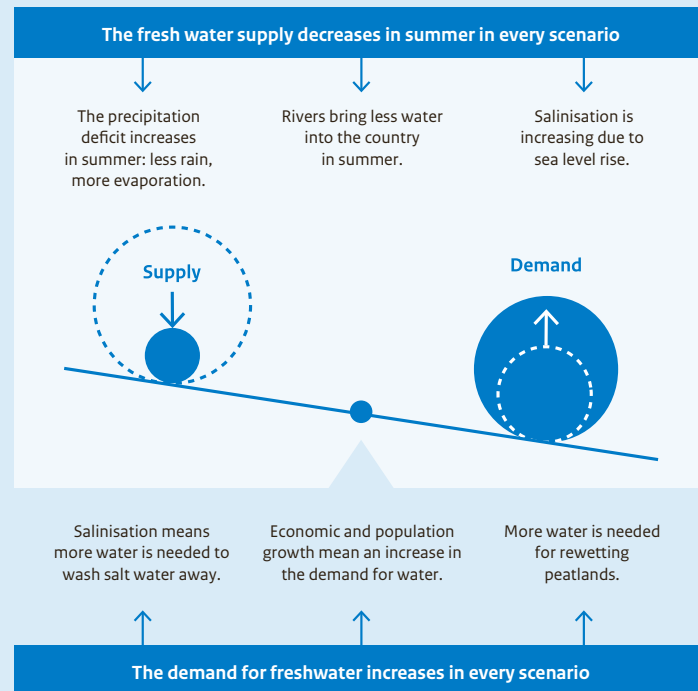 The fresh water supply decreases in summer in every scenario
The precipitation
deficit increases
in summer: less rain,
more evaporation.
Rivers bring less water
into the country
in summer.
Salinisation is
increasing due to
sea level rise.
Supply
Demand
Salinisation means
more water is needed to
wash salt water away.
Economic and population
growth mean an increase in
the demand for water.
More water is needed
for rewetting
peatlands.
The demand for freshwater increases in every scenario